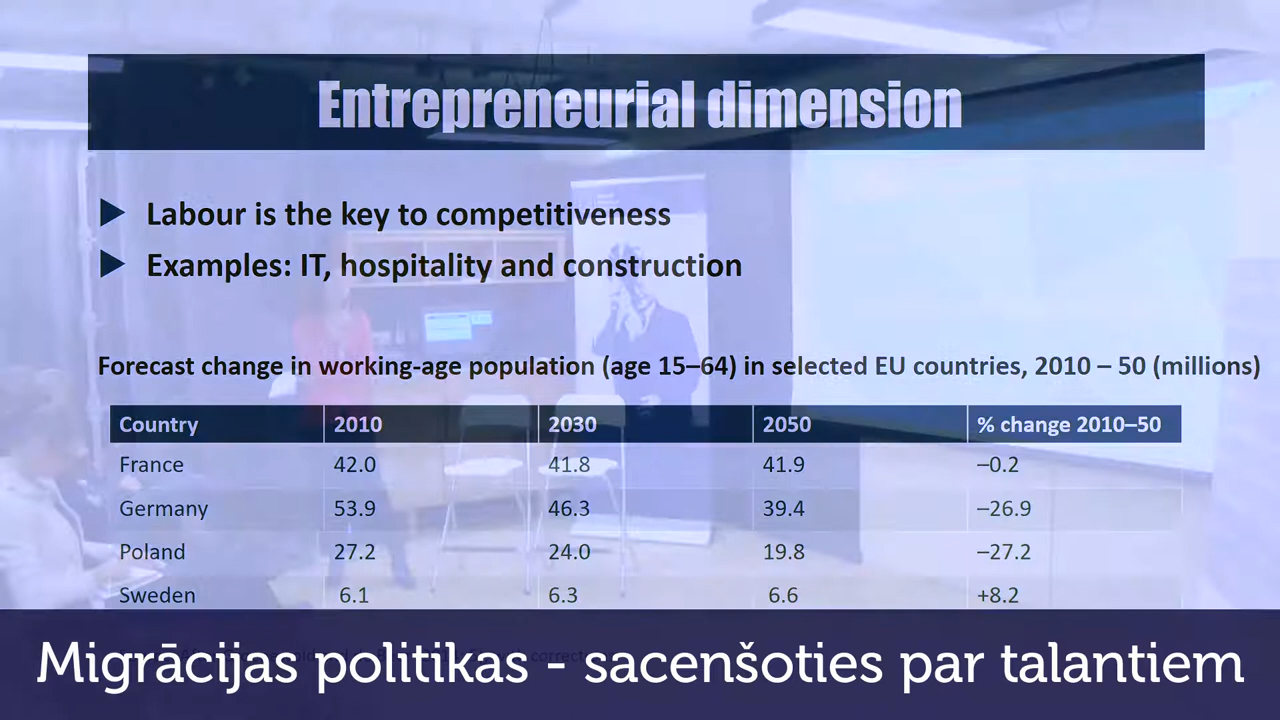 Entrepreneurial dimension
Labour is the key to competitiveness
Examples: IT, hospitality and construction
Forecast change in working-age population (age 15–64) in selected EU countries, 2010 – 50 (millions)
Country 2010 2030 2050 % change 2010–50
France 42.0 41.8 41.9 –0.2
Germany 53.9 46.3 39.4 –26.9
Poland 27.2 24.0 19.8 –27.2
Sweden 6.1 6.3 6.6 +8.2
Migrācijas politikas - sacenšoties par talantiem